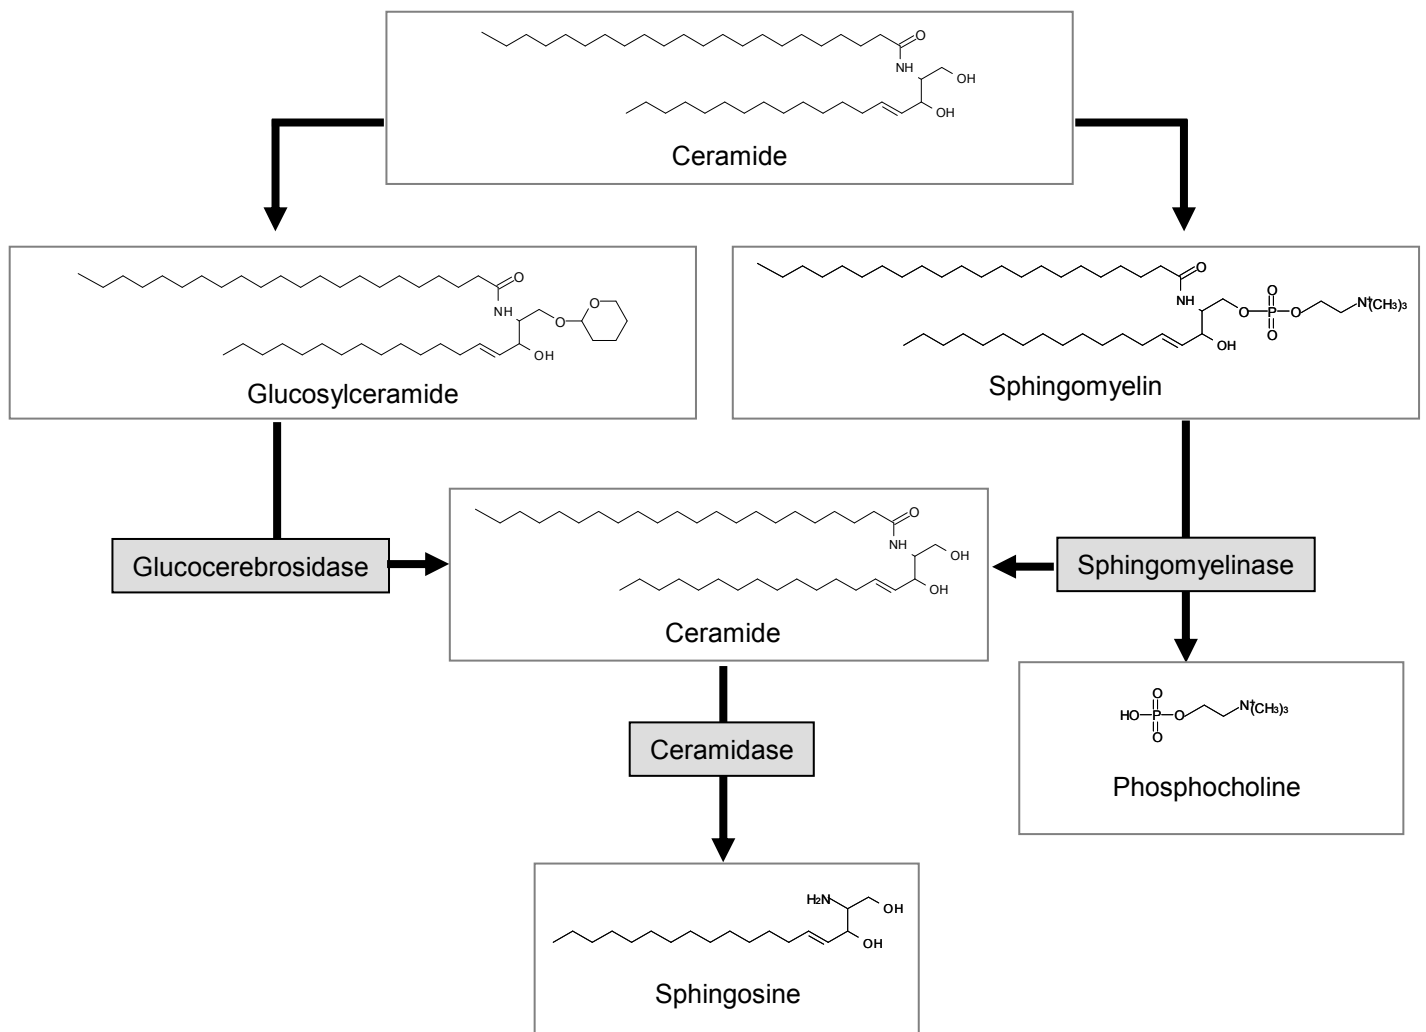 O
NH
OH
OH
Ceramide
O
NH
O
O
OH
Glucosylceramide
O
NH
O
O
P
O
O
N+(CH₃)₃
OH
Sphingomyelin
O
NH
OH
OH
Ceramide
Glucocerebrosidase
Sphingomyelinase
Ceramidase
O
HO
P
O
N+(CH₃)₃
O
Phosphocholine
H₂N
OH
OH
Sphingosine